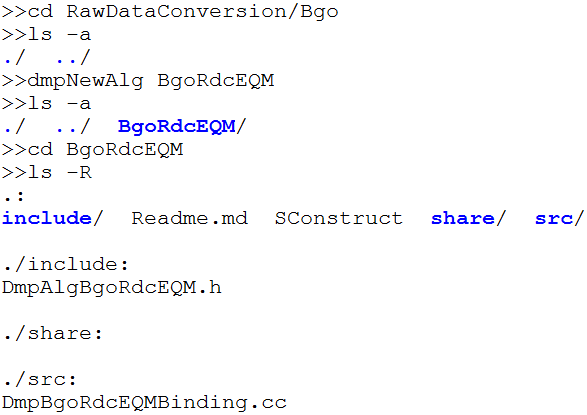 >>cd RawDataConversion/Bgo
>>ls -a
./  ../
>>dmpNewAlg BgoRdcEQM
>>ls -a
./  ../  BgoRdcEQM/
>>cd BgoRdcEQM
>>ls -R
.:
include/  Readme.md  SConstruct  share/  src/
./include:
DmpAlgBgoRdcEQM.h
./share:
./src:
DmpBgoRdcEQMBinding.cc